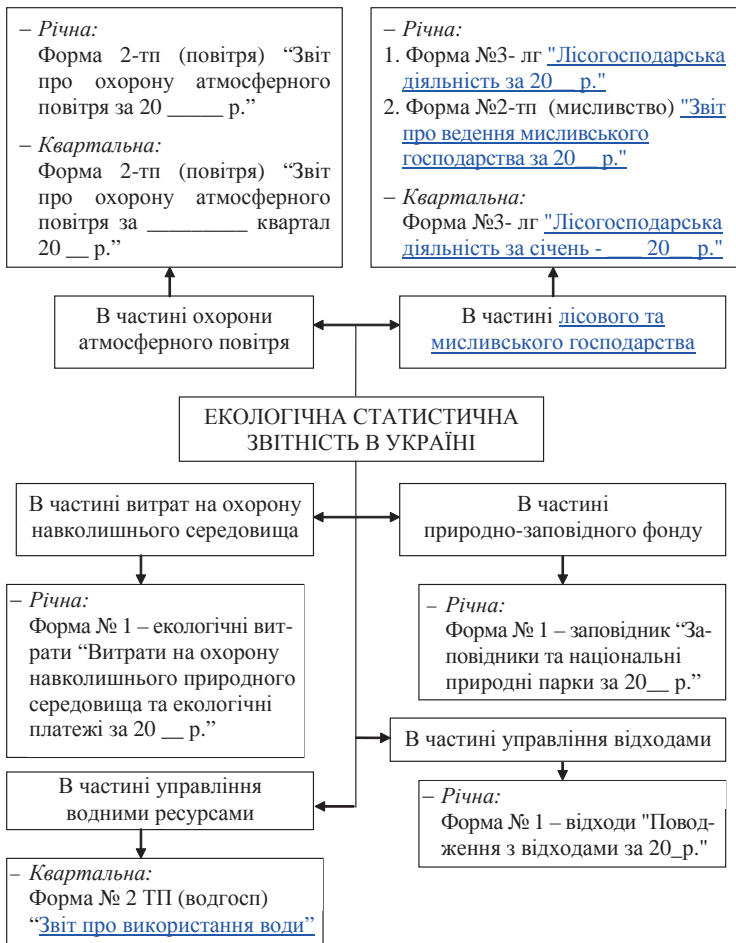 – Річна:
Форма 2-тп (повітря) “Звіт
про охорону атмосферного
повітря за 20 _____ р.”
– Квартальна:
Форма 2-тп (повітря) “Звіт
про охорону атмосферного
повітря за _________ квартал
20 __ р.”
– Річна:
1. Форма №3- лг "Лісогосподарська
діяльність за 20__ р."
2. Форма №2-тп (мисливство) "Звіт
про ведення мисливського
господарства за 20__ р."
– Квартальна:
Форма №3- лг "Лісогосподарська
діяльність за січень - ___ 20__ р."
В частині охорони
атмосферного повітря
В частині лісового та
мисливського господарства
ЕКОЛОГІЧНА СТАТИСТИЧНА
ЗВІТНІСТЬ В УКРАЇНІ
В частині витрат на охорону
навколишнього середовища
В частині
природно-заповідного фонду
– Річна:
Форма № 1 – екологічні вит-
рати “Витрати на охорону
навколишнього природного
середовища та екологічні
платежі за 20 __ р.”
– Річна:
Форма № 1 – заповідник “За-
повідники та національні
природні парки за 20__ р.”
В частині управління відходами
В частині управління
водними ресурсами
– Річна:
Форма № 1 – відходи "Повод-
ження з відходами за 20_р."
– Квартальна:
Форма № 2 ТП (водгосп)
“Звіт про використання води”